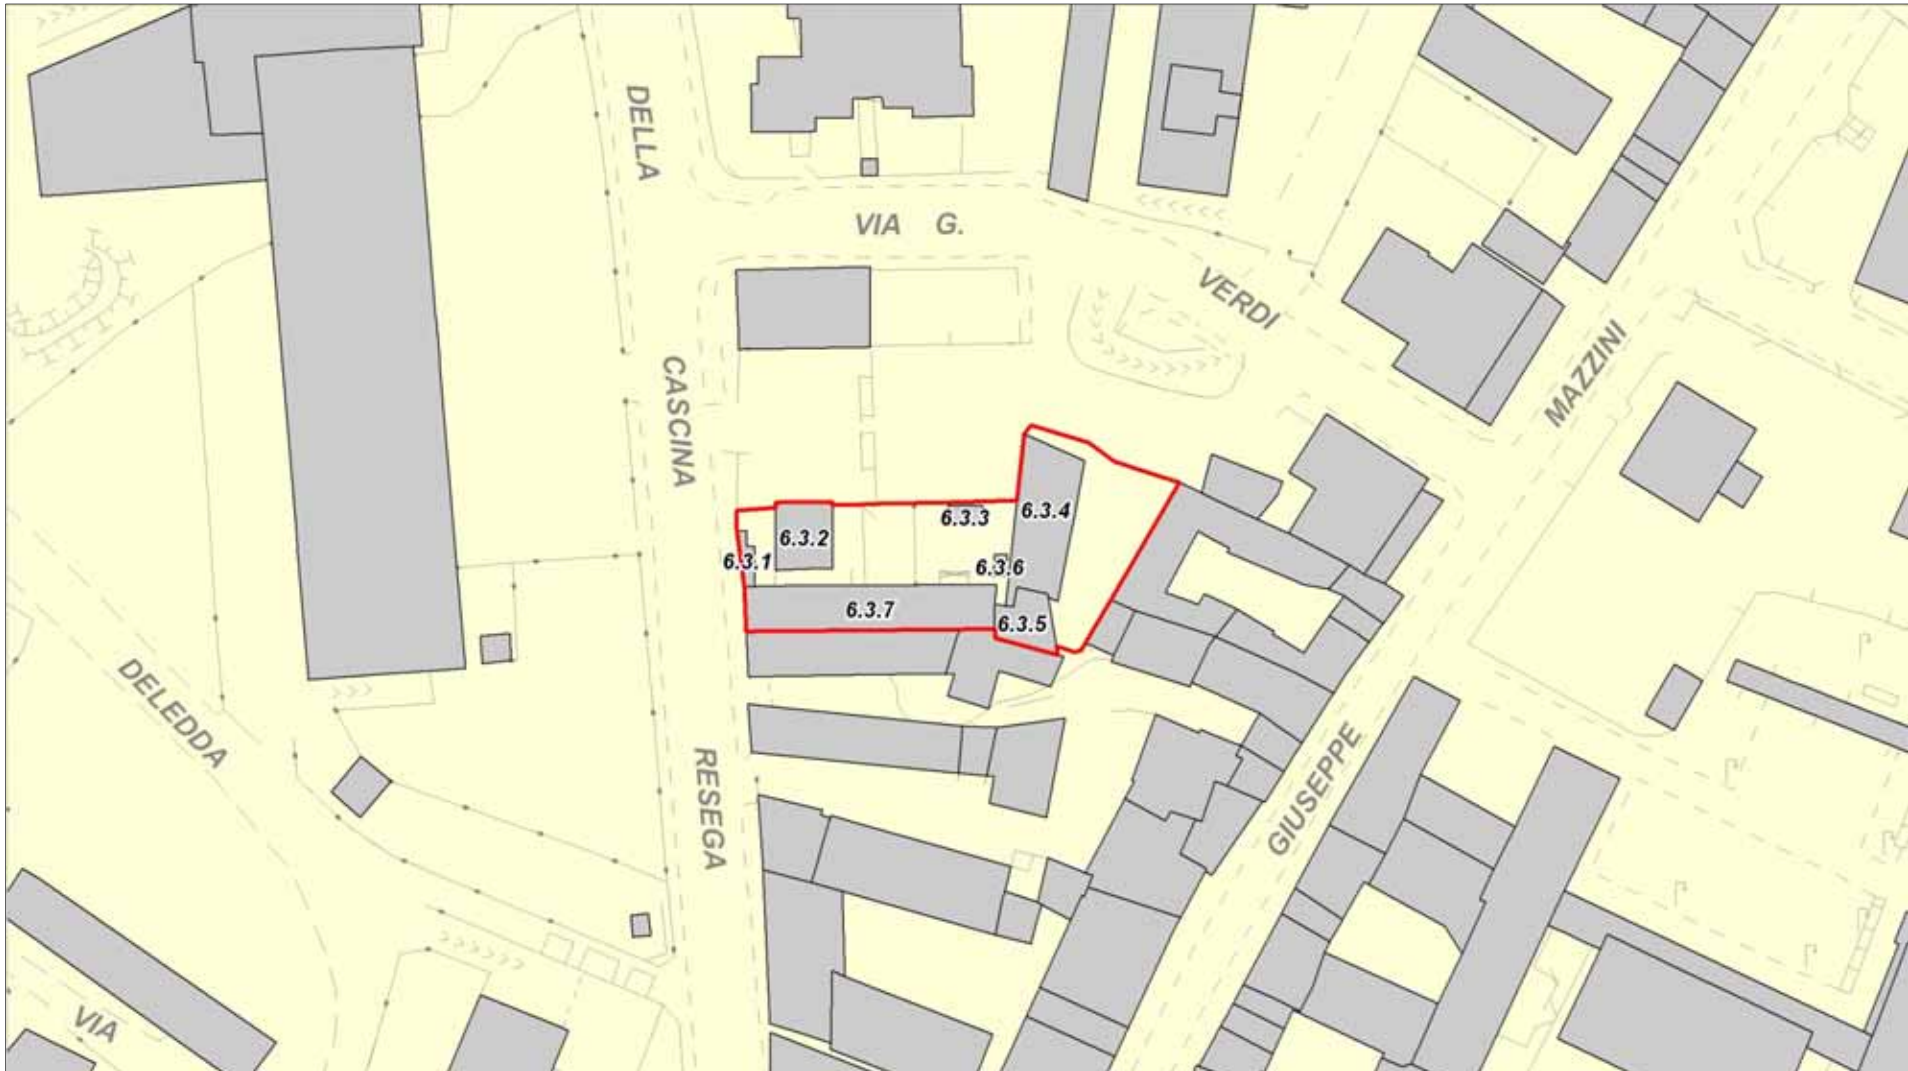 DELLA
VIA G.
VERDI
MAZZINI
CASCINA
6.3.3
6.3.4
6.3.2
6.3.1
6.3.6
6.3.7
6.3.5
DELEDDA
RESEGA
GIUSEPPE
VIA